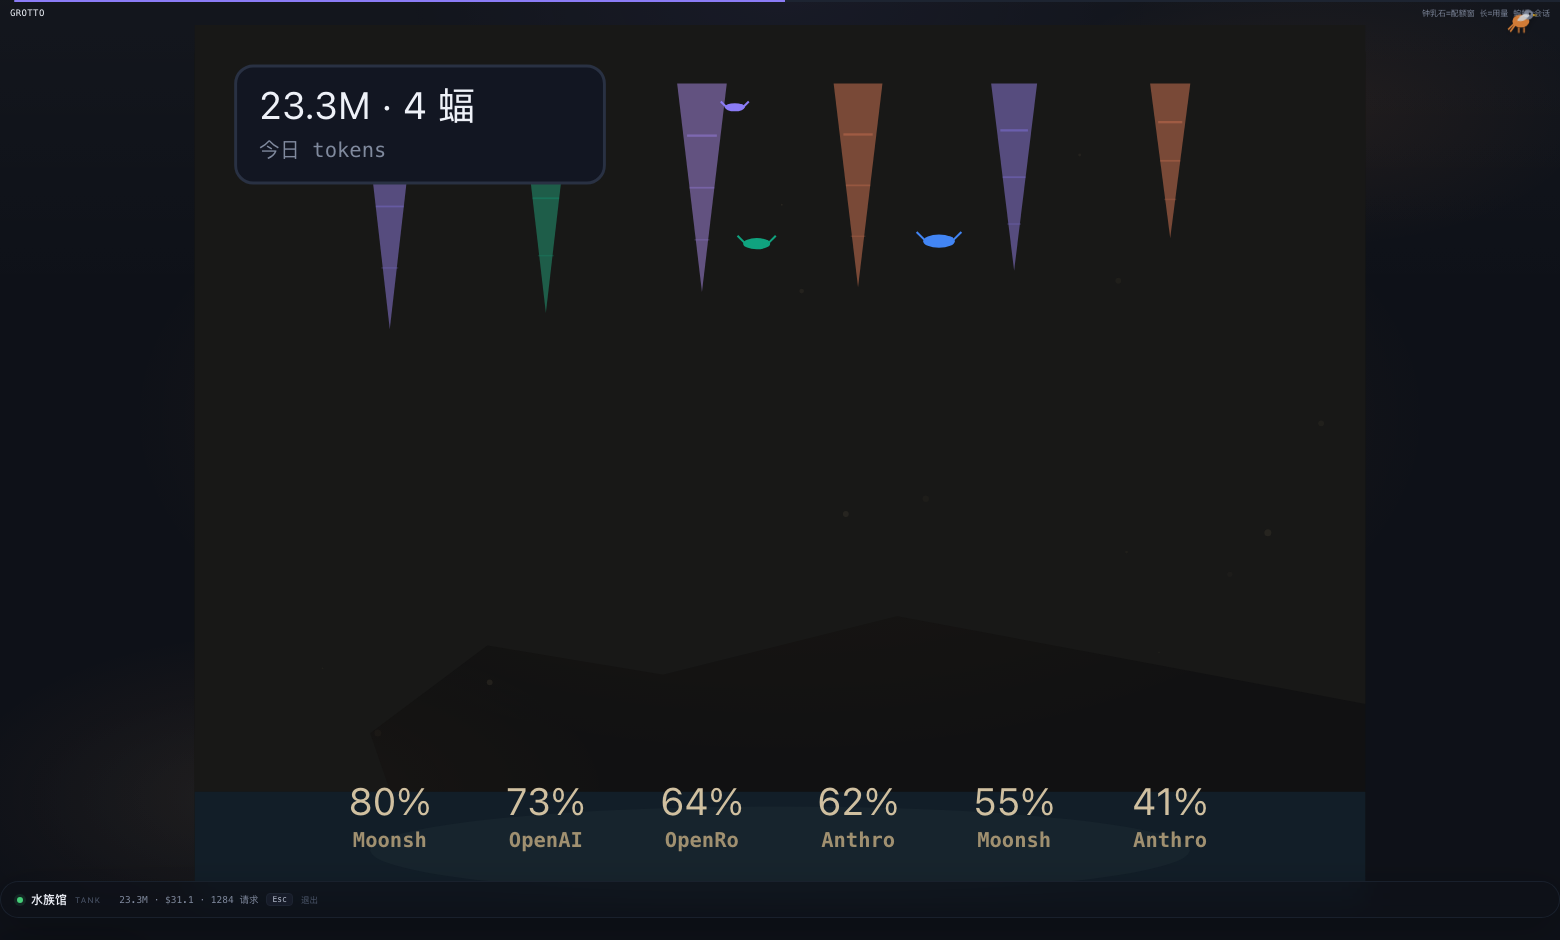 GROTTO
钟乳石=配额窗 长=用量 会话
23.3M · 4 蝠
今日 tokens
80% 73% 64% 62% 55% 41%
Moonsh OpenAI OpenRo Anthro Moonsh Anthro
水族馆 TANK 23.3M · $31.1 · 1284 请求 Esc 退出